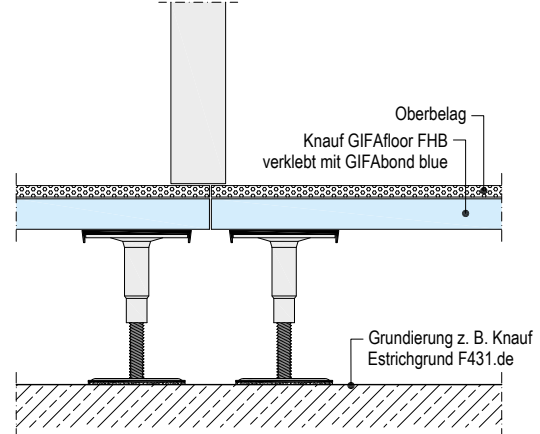 Oberbelag
Knauf GIFAfloor FHB
verklebt mit GIFAbond blue
Grundierung z. B. Knauf
Estrichgrund F431.de